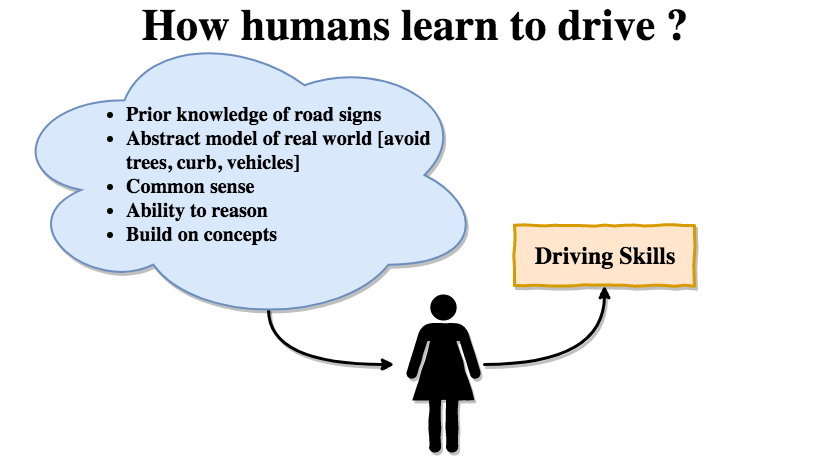 How humans learn to drive ?
• Prior knowledge of road signs
• Abstract model of real world [avoid
trees, curb, vehicles]
• Common sense
• Ability to reason
• Build on concepts
Driving Skills